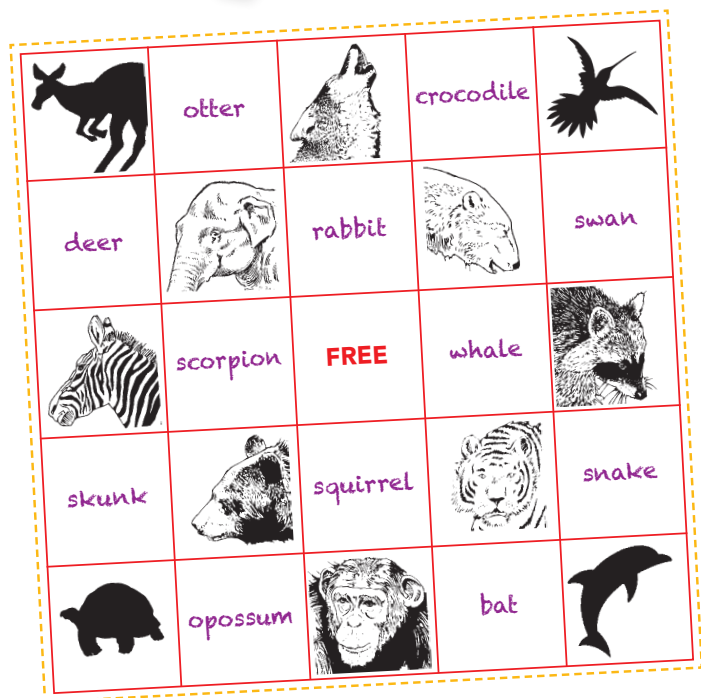 otter
crocodile
deer
rabbit
swan
scorpion
FREE
whale
skunk
squirrel
snake
opossum
bat